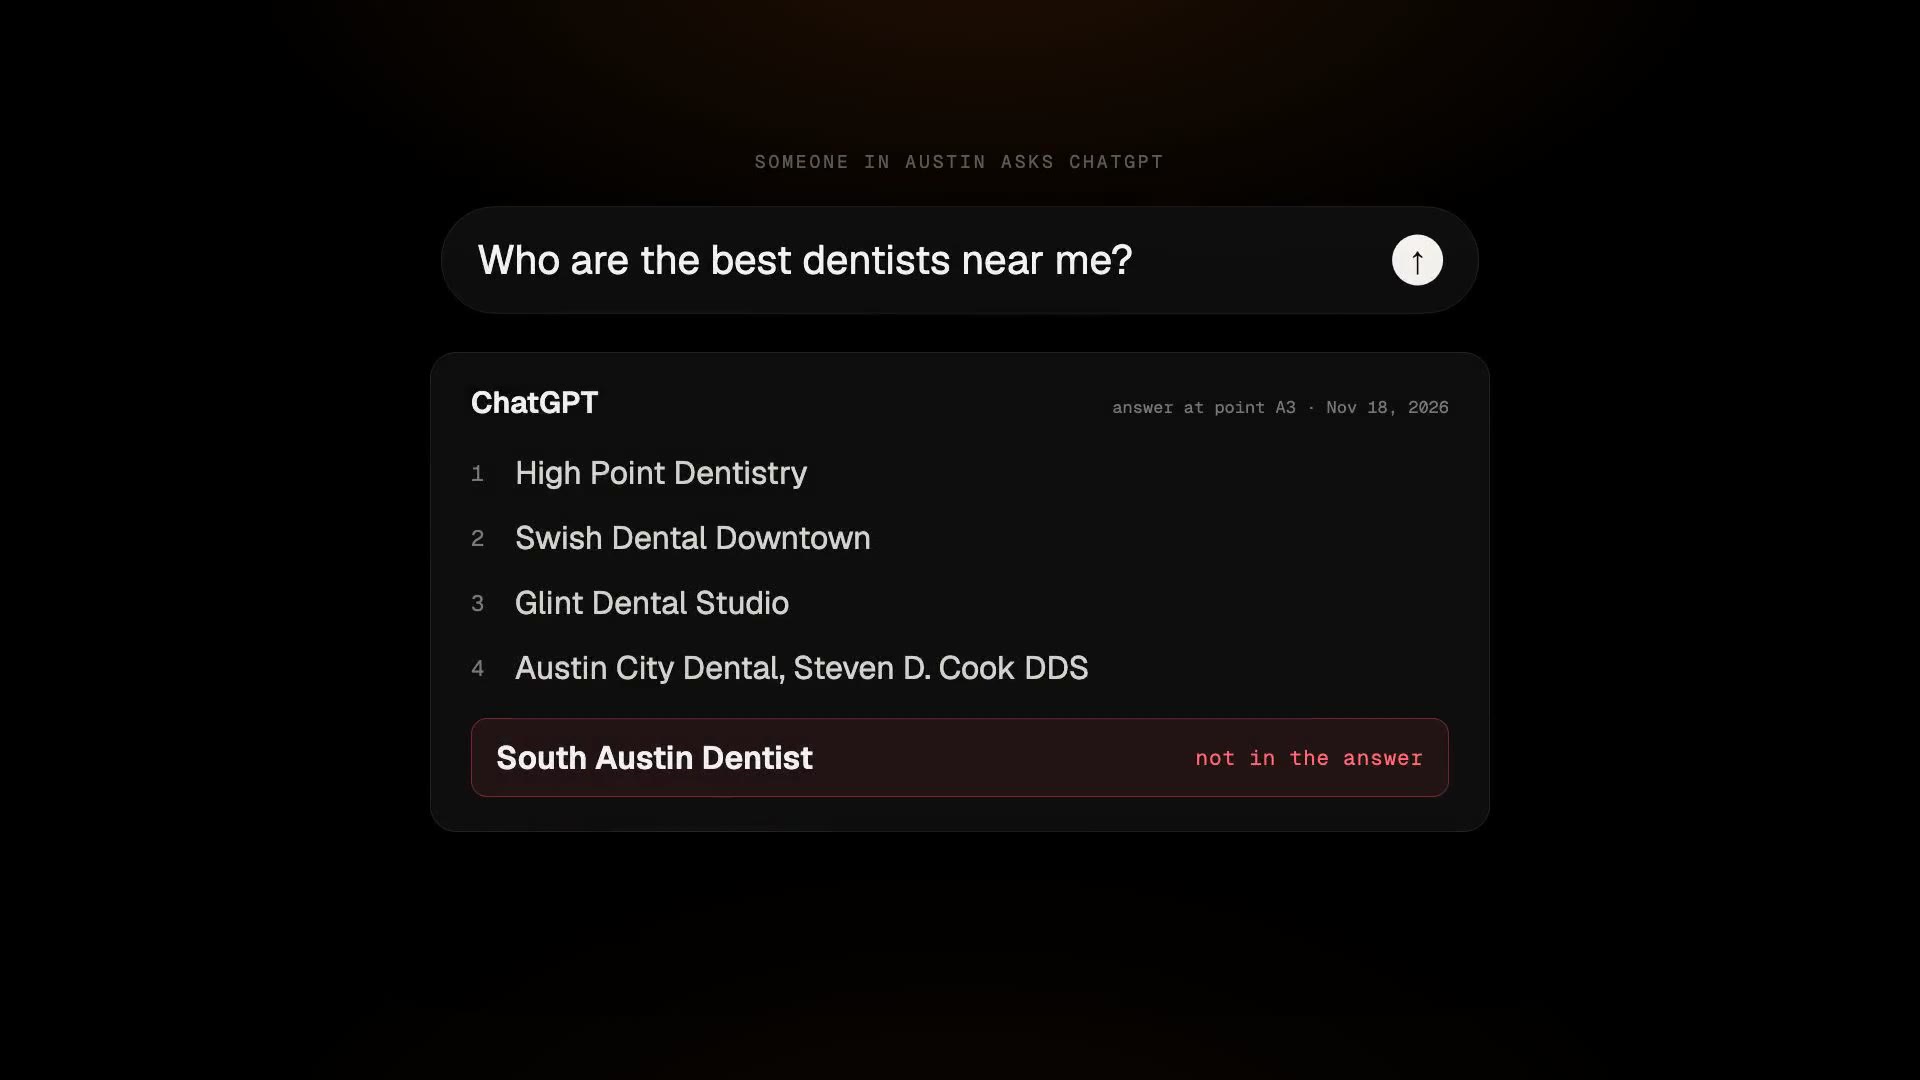 SOMEONE IN AUSTIN ASKS CHATGPT
Who are the best dentists near me?
↑
ChatGPT
answer at point A3 · Nov 18, 2026
1 High Point Dentistry
2 Swish Dental Downtown
3 Glint Dental Studio
4 Austin City Dental, Steven D. Cook DDS
South Austin Dentist
not in the answer